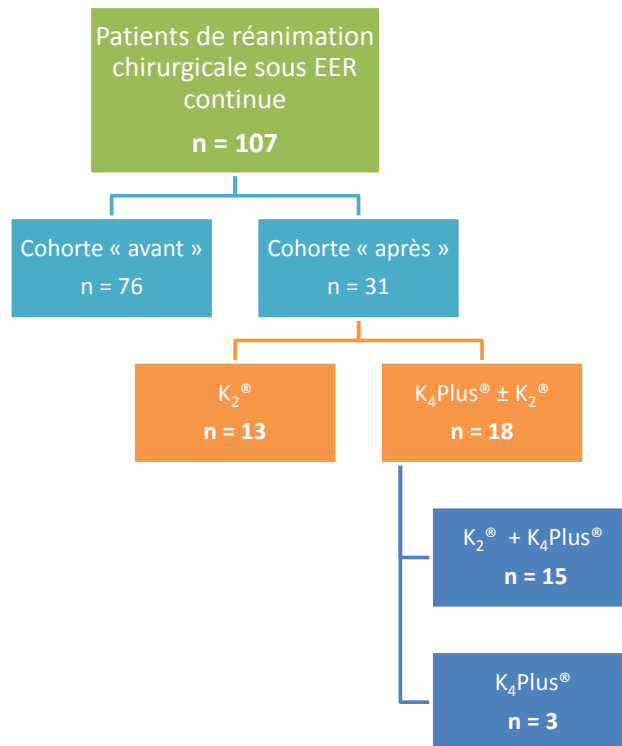 Patients de réanimation
chirurgicale sous EER
continue
n = 107
Cohorte « avant »
n = 76
Cohorte « après »
n = 31
K₂®
n = 13
K₄Plus® ± K₂®
n = 18
K₂® + K₄Plus®
n = 15
K₄Plus®
n = 3